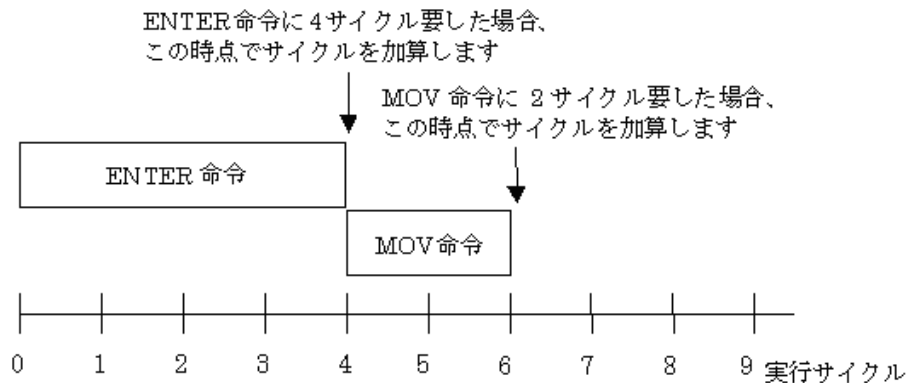 ENTER命令に4サイクル要した場合、
この時点でサイクルを加算します
MOV 命令に 2サイクル要した場合、
この時点でサイクルを加算します
ENTER 命令
MOV命令
0 1 2 3 4 5 6 7 8 9 実行サイクル